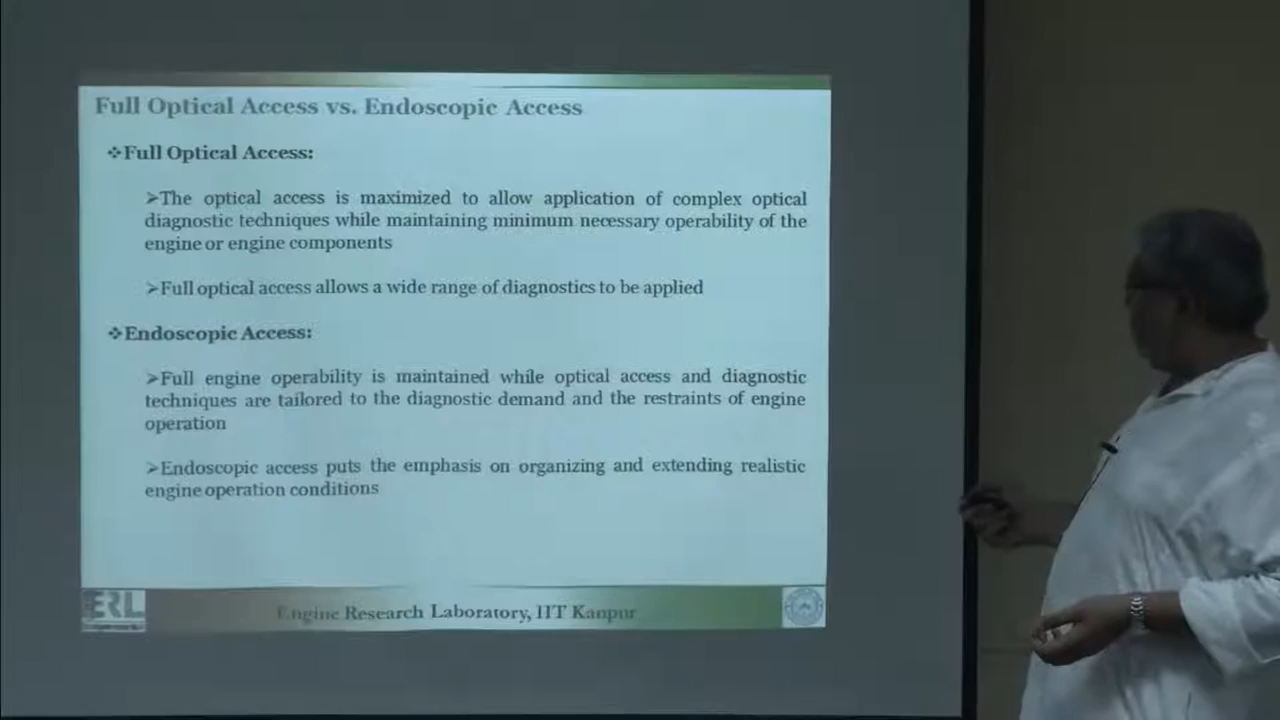 Full Optical Access vs. Endoscopic Access
❖Full Optical Access:
➢The optical access is maximized to allow application of complex optical
diagnostic techniques while maintaining minimum necessary operability of the
engine or engine components
➢Full optical access allows a wide range of diagnostics to be applied
❖Endoscopic Access:
➢Full engine operability is maintained while optical access and diagnostic
techniques are tailored to the diagnostic demand and the restraints of engine
operation
➢Endoscopic access puts the emphasis on organizing and extending realistic
engine operation conditions
ERL
Engine Research Laboratory, IIT Kanpur